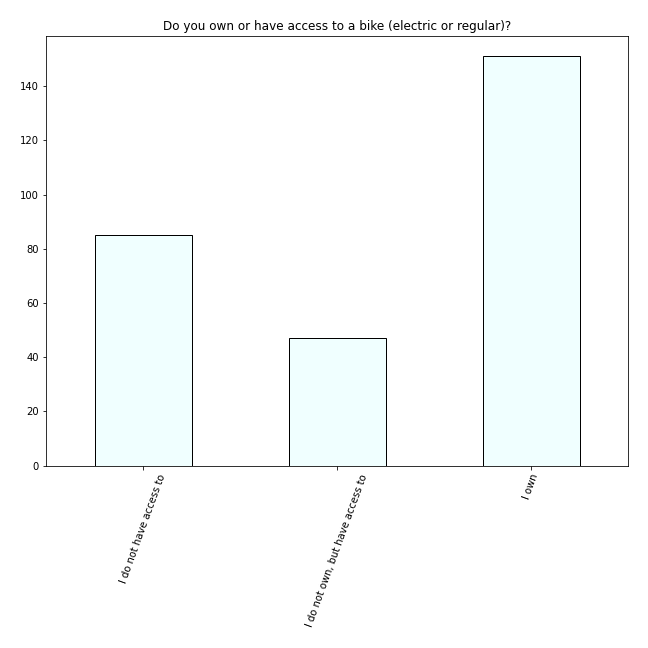 Do you own or have access to a bike (electric or regular)?
140
120
100
80
60
40
20
0
I do not have access to
I do not own, but have access to
I own